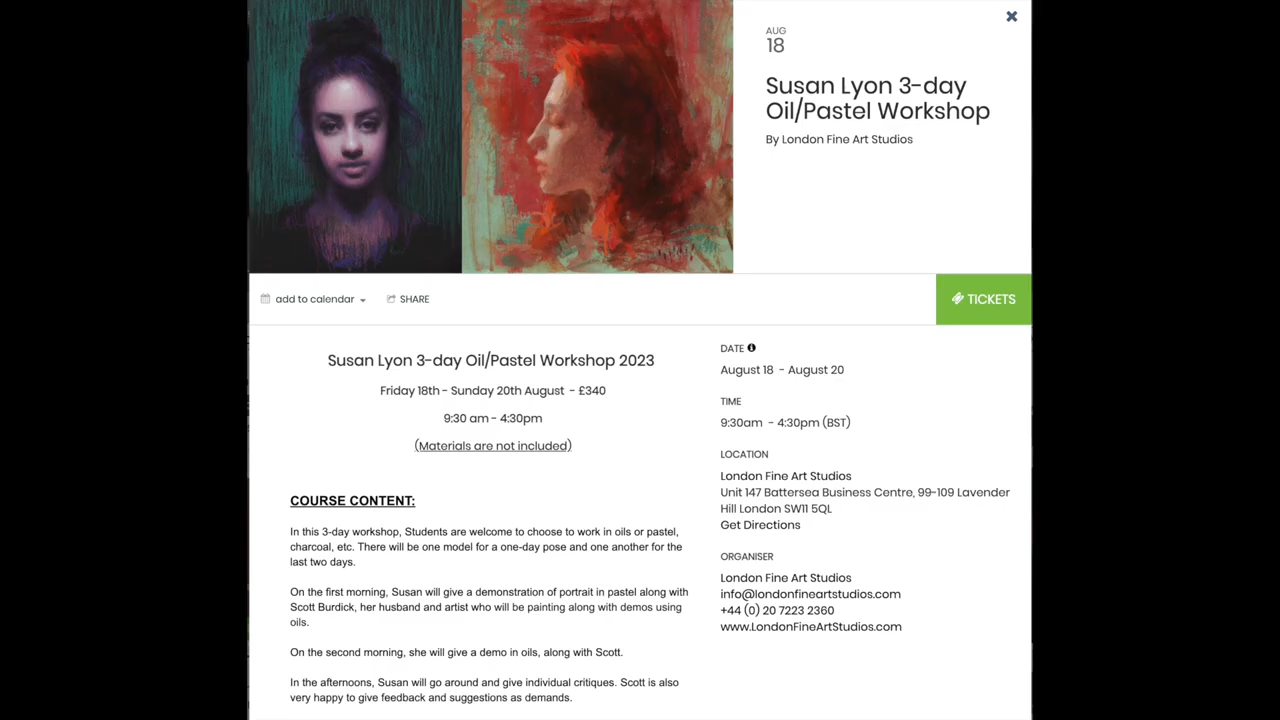 AUG
18
Susan Lyon 3-day
Oil/Pastel Workshop
By London Fine Art Studios
add to calendar
SHARE
TICKETS
Susan Lyon 3-day Oil/Pastel Workshop 2023
Friday 18th - Sunday 20th August - £340
9:30 am - 4:30pm
(Materials are not included)
COURSE CONTENT:
In this 3-day workshop, Students are welcome to choose to work in oils or pastel,
charcoal, etc. There will be one model for a one-day pose and one another for the
last two days.
On the first morning, Susan will give a demonstration of portrait in pastel along with
Scott Burdick, her husband and artist who will be painting along with demos using
oils.
On the second morning, she will give a demo in oils, along with Scott.
In the afternoons, Susan will go around and give individual critiques. Scott is also
very happy to give feedback and suggestions as demands.
DATE
August 18 - August 20
TIME
9:30am - 4:30pm (BST)
LOCATION
London Fine Art Studios
Unit 147 Battersea Business Centre, 99-109 Lavender
Hill London SW11 5QL
Get Directions
ORGANISER
London Fine Art Studios
info@londonfineartstudios.com
+44 (0) 20 7223 2360
www.LondonFineArtStudios.com